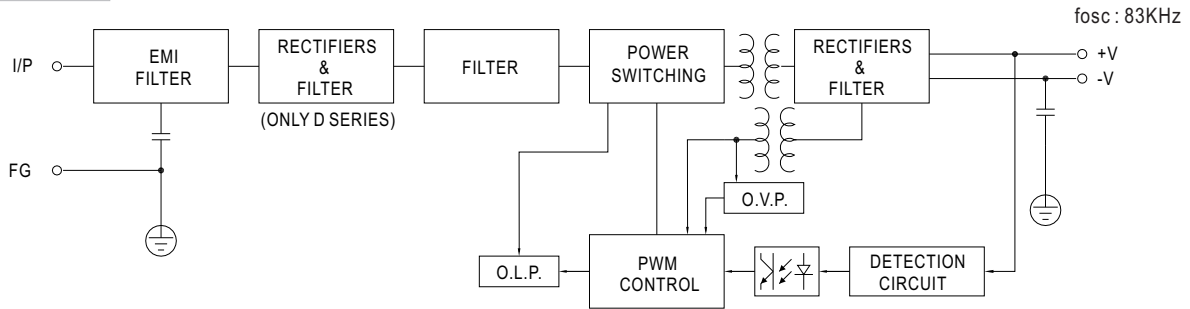 fosc : 83KHz
I/P
EMI
FILTER
RECTIFIERS
&
FILTER
(ONLY D SERIES)
FILTER
POWER
SWITCHING
RECTIFIERS
&
FILTER
+V
-V
FG
O.V.P.
O.L.P.
PWM
CONTROL
DETECTION
CIRCUIT